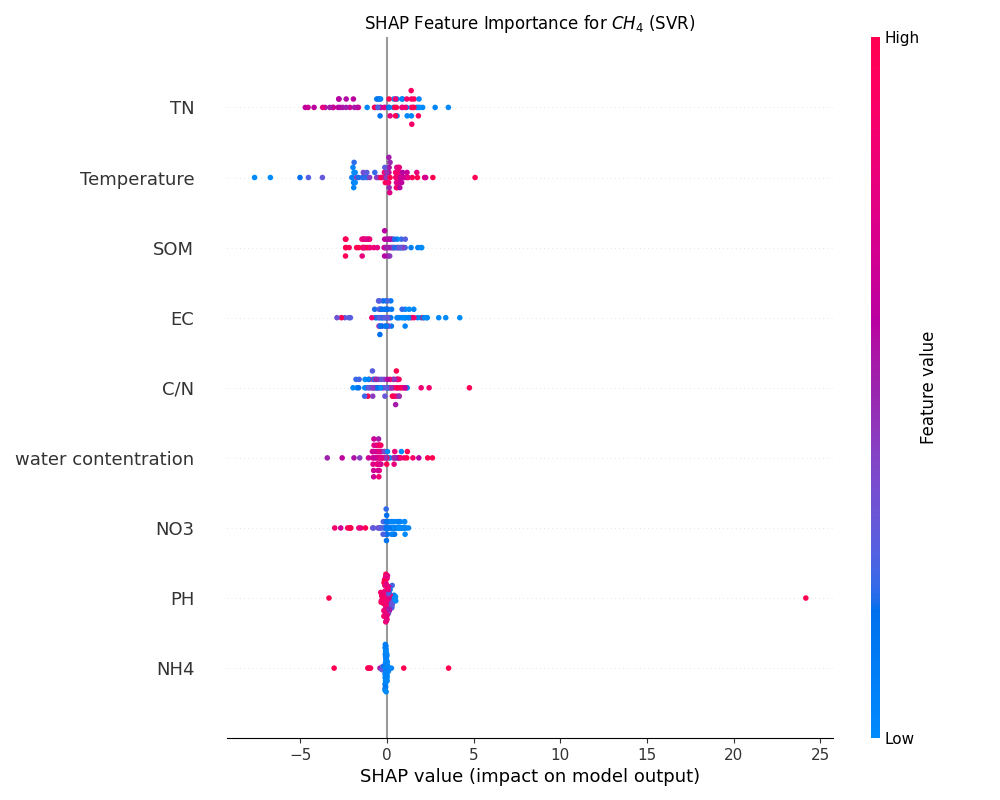 SHAP Feature Importance for $CH_4$ (SVR)
High
TN
Temperature
SOM
EC
C/N
water contentration
NO3
PH
NH4
Feature value
Low
−5 0 5 10 15 20 25
SHAP value (impact on model output)